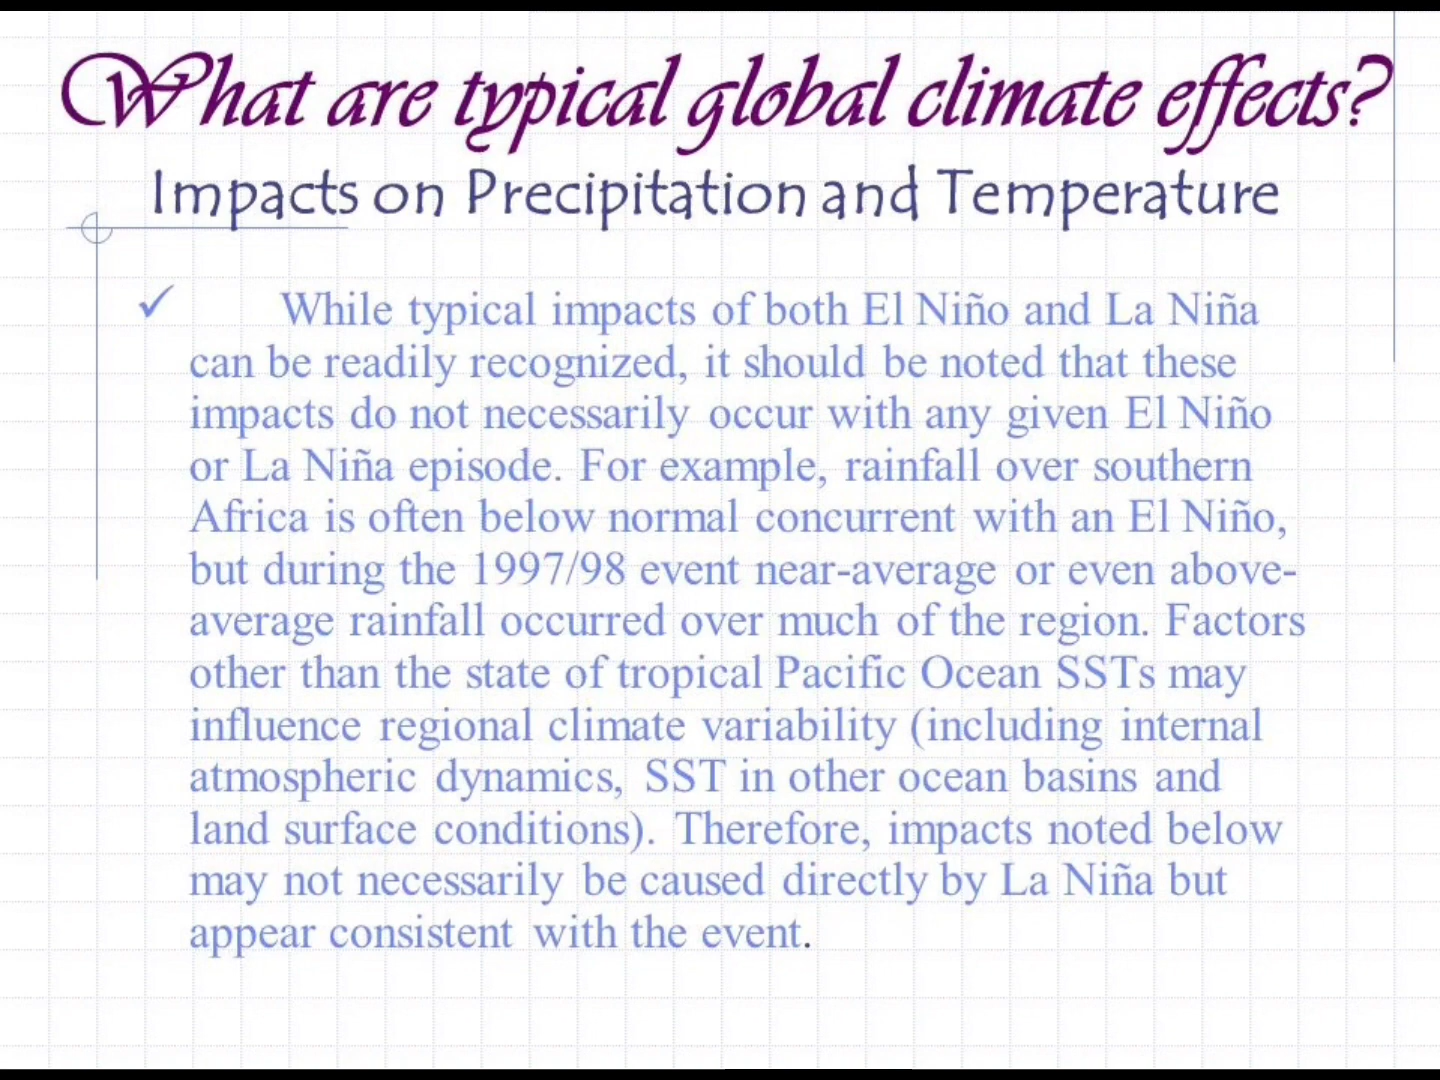 What are typical global climate effects?
Impacts on Precipitation and Temperature
✓ While typical impacts of both El Niño and La Niña
can be readily recognized, it should be noted that these
impacts do not necessarily occur with any given El Niño
or La Niña episode. For example, rainfall over southern
Africa is often below normal concurrent with an El Niño,
but during the 1997/98 event near-average or even above-
average rainfall occurred over much of the region. Factors
other than the state of tropical Pacific Ocean SSTs may
influence regional climate variability (including internal
atmospheric dynamics, SST in other ocean basins and
land surface conditions). Therefore, impacts noted below
may not necessarily be caused directly by La Niña but
appear consistent with the event.